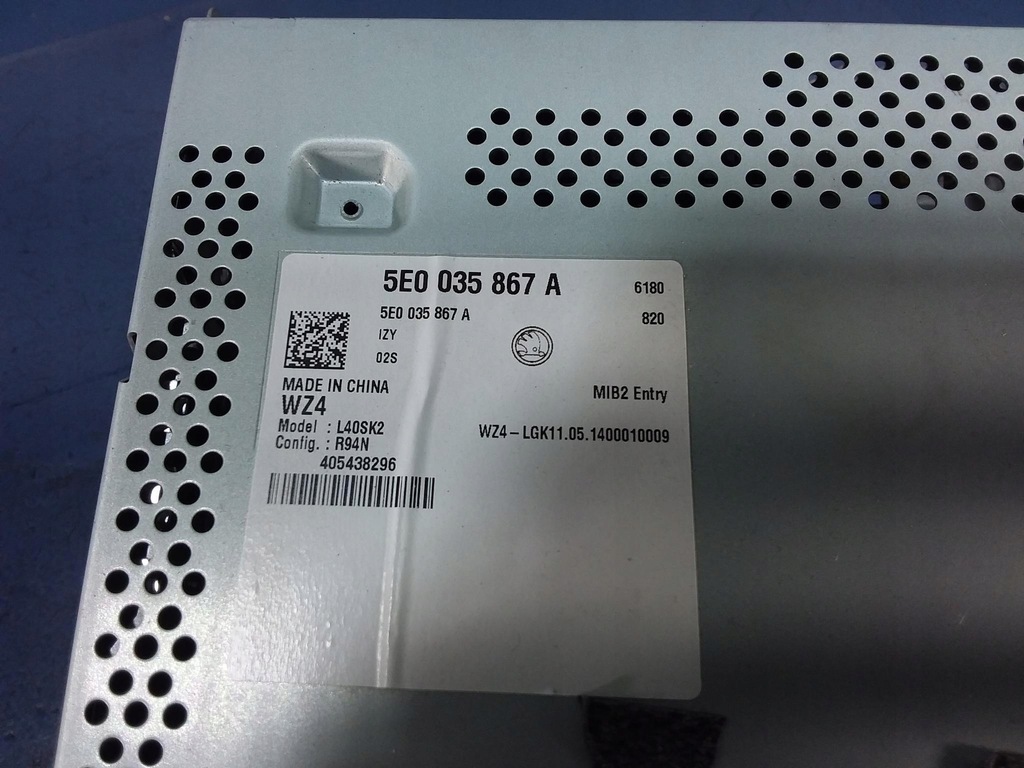 5E0 035 867 A
6180
5E0 035 867 A
820
IZY
02S
MADE IN CHINA
MIB2 Entry
WZ4
Model : L40SK2
WZ4-LGK11.05.1400010009
Config. : R94N
405438296